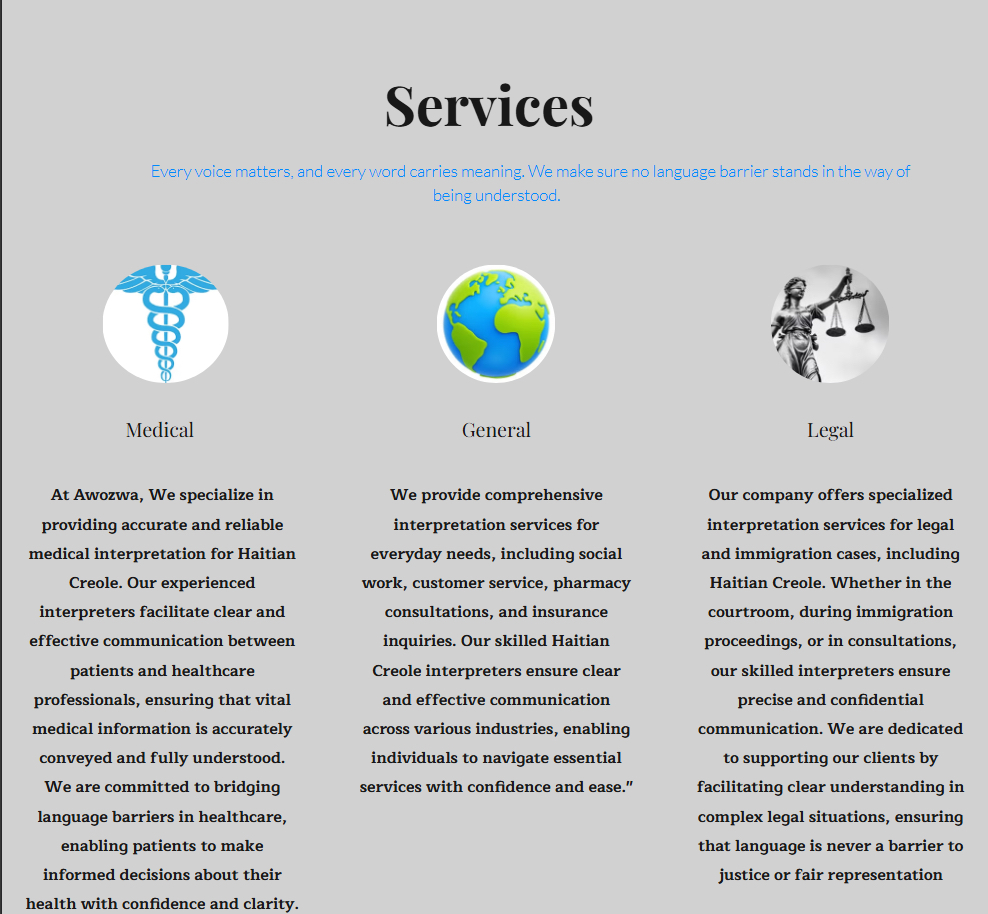 Services
Every voice matters, and every word carries meaning. We make sure no language barrier stands in the way of
being understood.
Medical
At Awozwa, We specialize in
providing accurate and reliable
medical interpretation for Haitian
Creole. Our experienced
interpreters facilitate clear and
effective communication between
patients and healthcare
professionals, ensuring that vital
medical information is accurately
conveyed and fully understood.
We are committed to bridging
language barriers in healthcare,
enabling patients to make
informed decisions about their
health with confidence and clarity.
General
We provide comprehensive
interpretation services for
everyday needs, including social
work, customer service, pharmacy
consultations, and insurance
inquiries. Our skilled Haitian
Creole interpreters ensure clear
and effective communication
across various industries, enabling
individuals to navigate essential
services with confidence and ease."
Legal
Our company offers specialized
interpretation services for legal
and immigration cases, including
Haitian Creole. Whether in the
courtroom, during immigration
proceedings, or in consultations,
our skilled interpreters ensure
precise and confidential
communication. We are dedicated
to supporting our clients by
facilitating clear understanding in
complex legal situations, ensuring
that language is never a barrier to
justice or fair representation